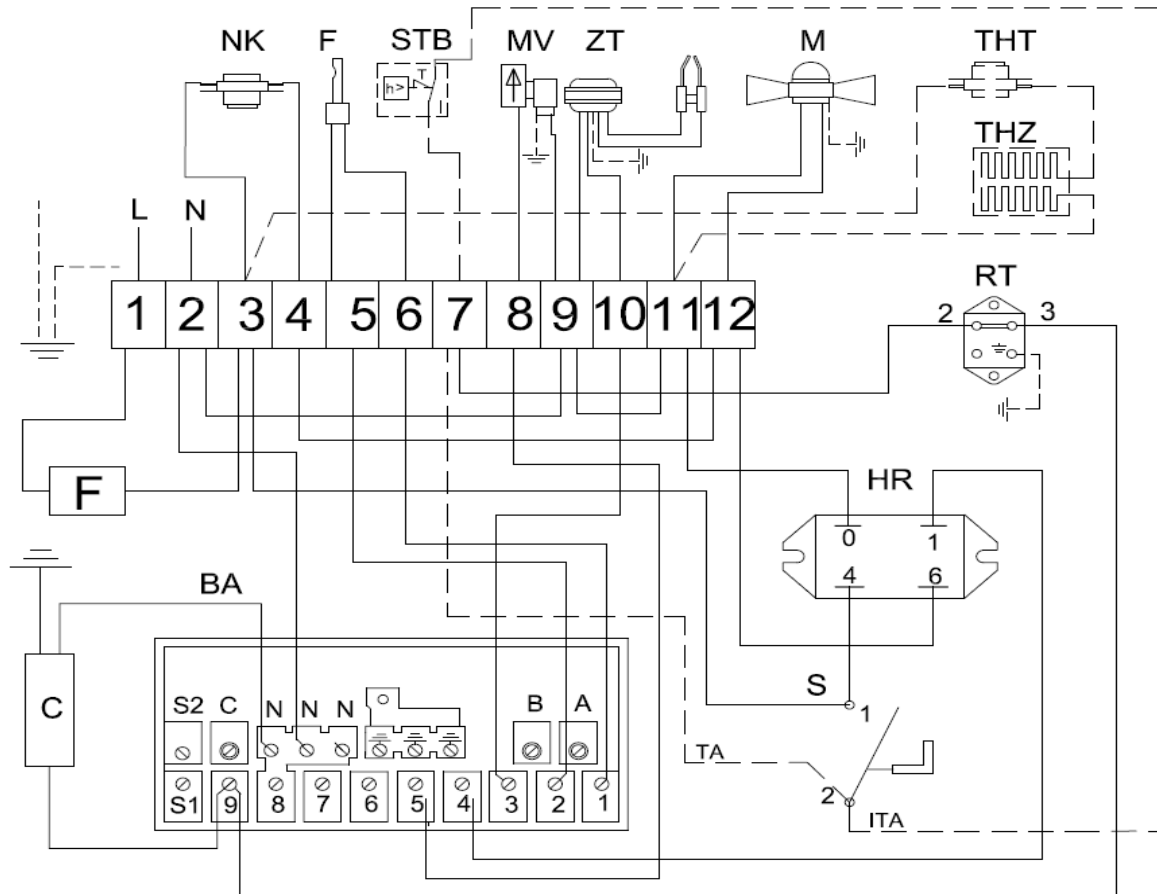 NK F STB MV ZT M THT
T
h>
THZ
L N
RT
1 2 3 4 5 6 7 8 9 10 11 12
2 3
F
HR
0 1
4 6
BA
C
S
1
S2 C N N N B A
TA
2
S1 9 8 7 6 5 4 3 2 1
ITA